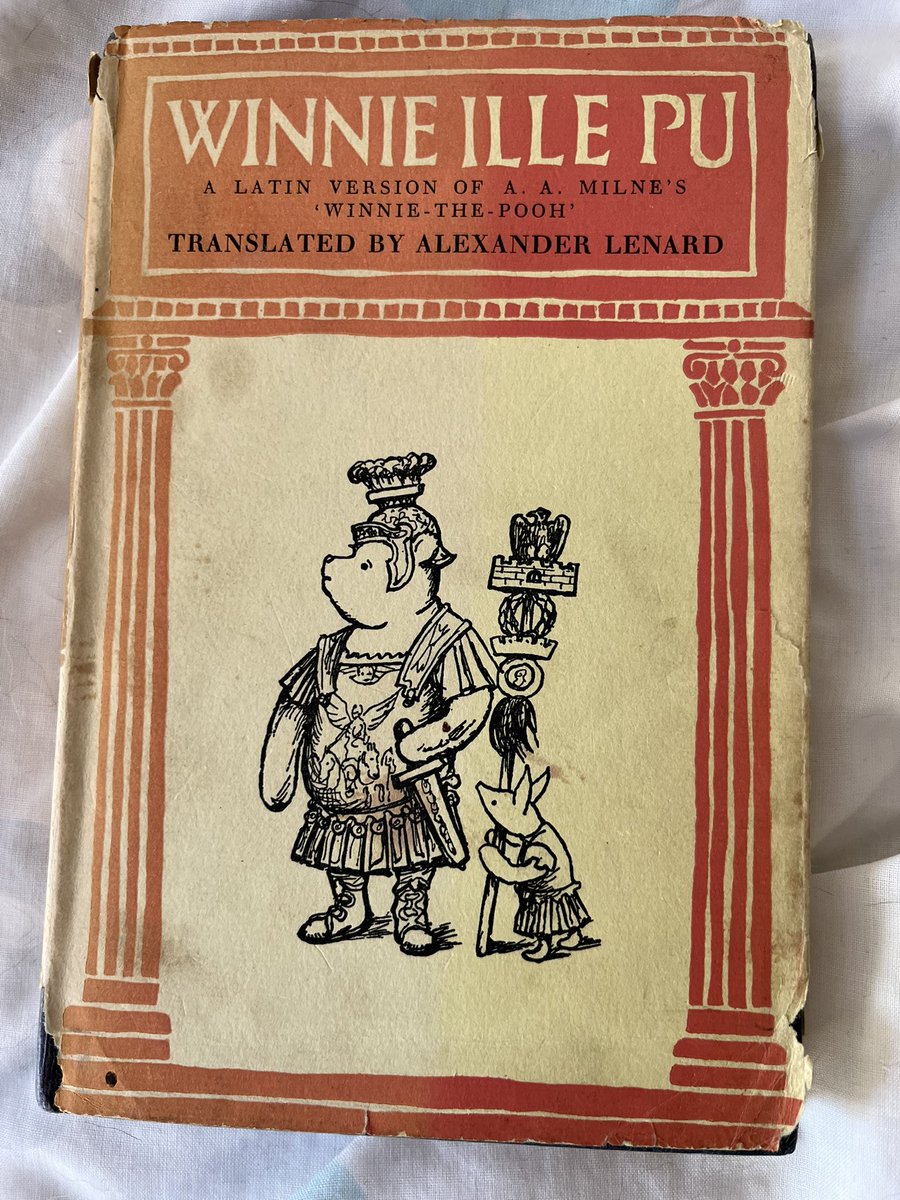 WINNIE ILLE PU
A LATIN VERSION OF A. A. MILNE'S
'WINNIE-THE-POOH'
TRANSLATED BY ALEXANDER LENARD